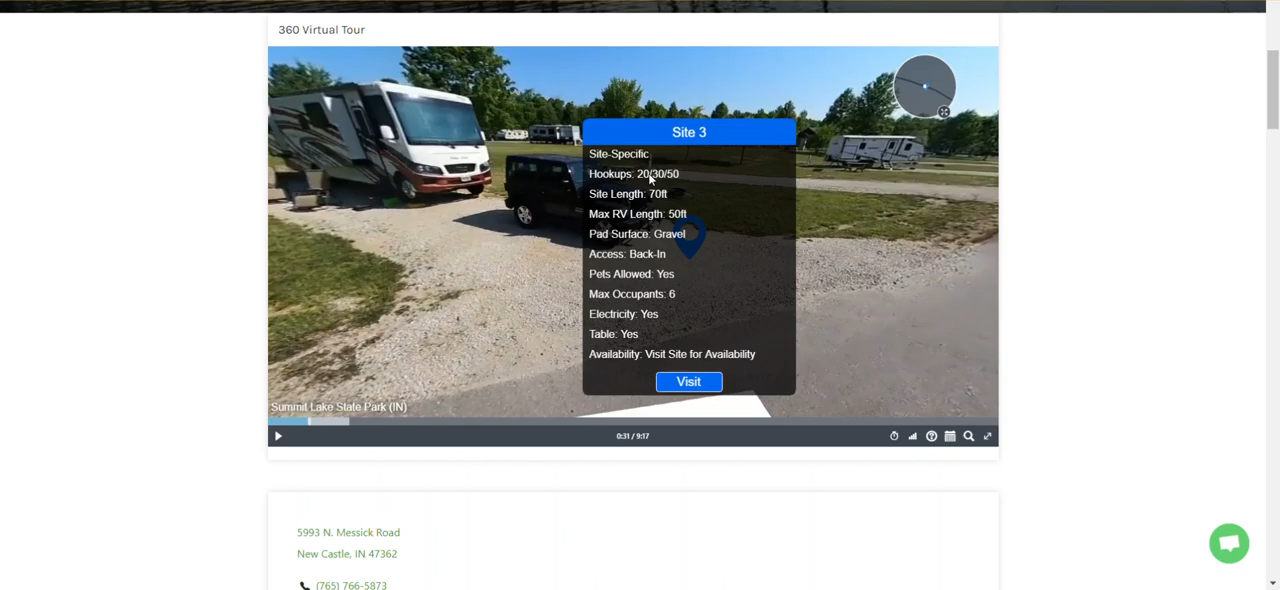 360 Virtual Tour
Site 3
Site-Specific
Hookups: 20/30/50
Site Length: 70ft
Max RV Length: 50ft
Pad Surface: Gravel
Access: Back-In
Pets Allowed: Yes
Max Occupants: 6
Electricity: Yes
Table: Yes
Availability: Visit Site for Availability
Visit
Summit Lake State Park (IN)
0:31 / 9:17
5993 N. Messick Road
New Castle, IN 47362
(765) 766-5873